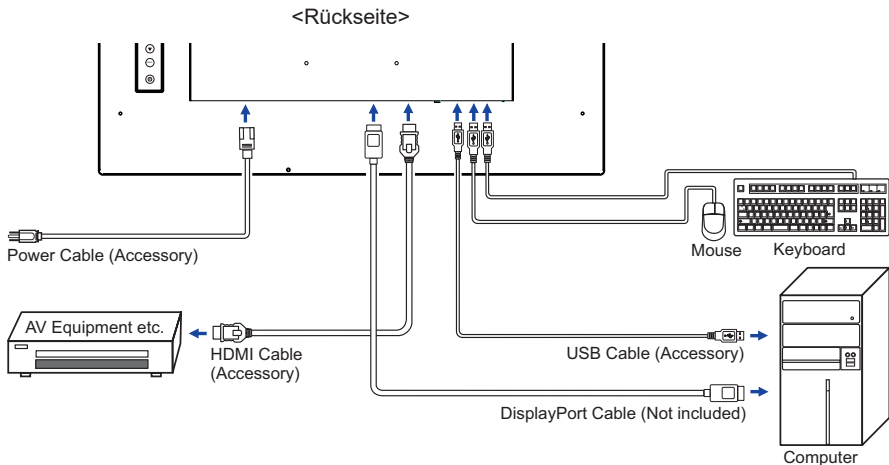 <Rückseite>
Power Cable (Accessory)
Mouse
Keyboard
AV Equipment etc.
HDMI Cable
(Accessory)
USB Cable (Accessory)
DisplayPort Cable (Not included)
Computer